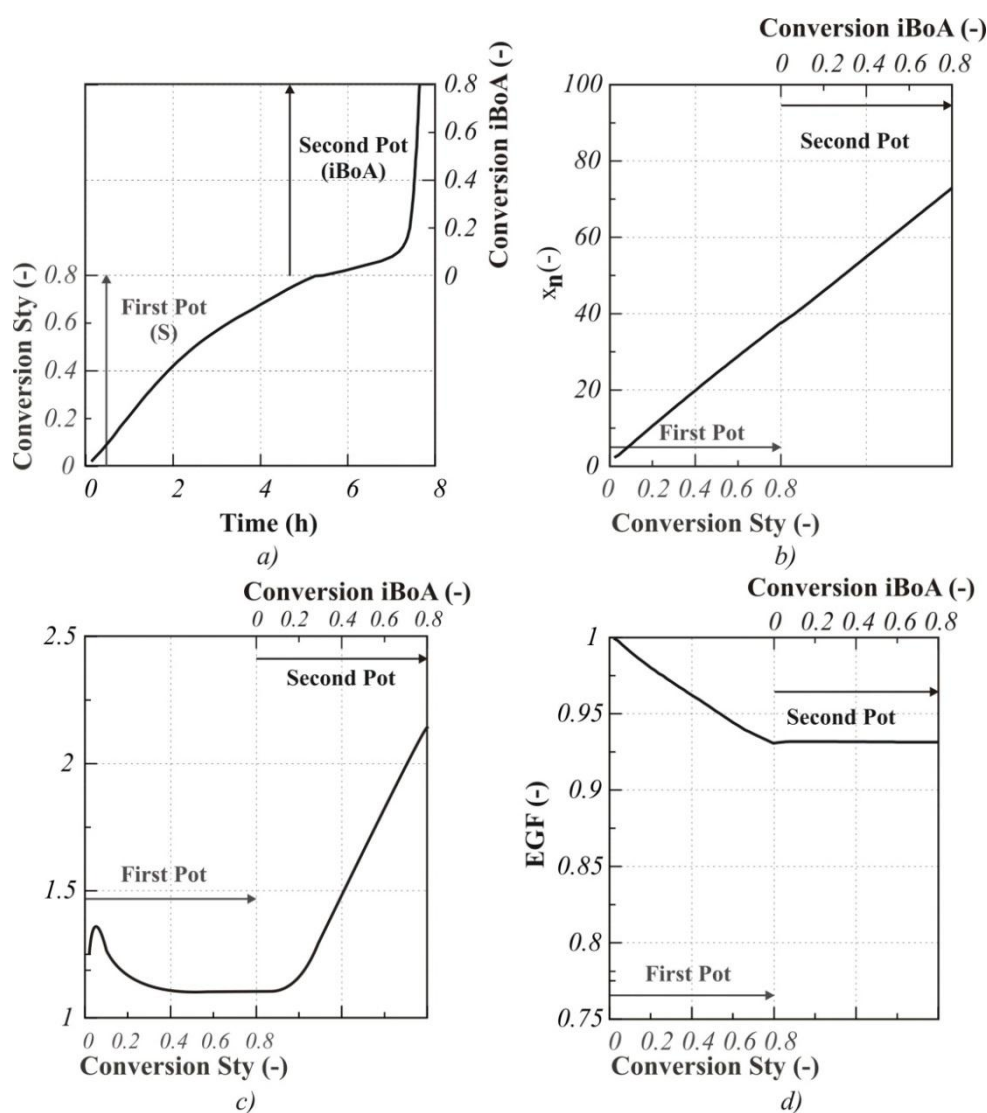 0.8
0.4
0.2
0
Conversion iBoA (-)
Second Pot
(iBoA)
0.8
0.6
0.4
0.2
0
Conversion Sty (-)
First Pot
(S)
0 2 4 6 8
Time (h)
a)
Conversion iBoA (-)
0 0.2 0.4 0.6 0.8
100
80
60
40
20
0
xn(-)
Second Pot
First Pot
0.2 0.4 0.6 0.8
Conversion Sty (-)
b)
Conversion iBoA (-)
0 0.2 0.4 0.6 0.8
2.5
2
1.5
1
Second Pot
First Pot
0 0.2 0.4 0.6 0.8
Conversion Sty (-)
c)
Conversion iBoA (-)
0 0.2 0.4 0.6 0.8
1
0.95
0.9
0.85
0.8
0.75
EGF (-)
Second Pot
First Pot
0 0.2 0.4 0.6 0.8
Conversion Sty (-)
d)